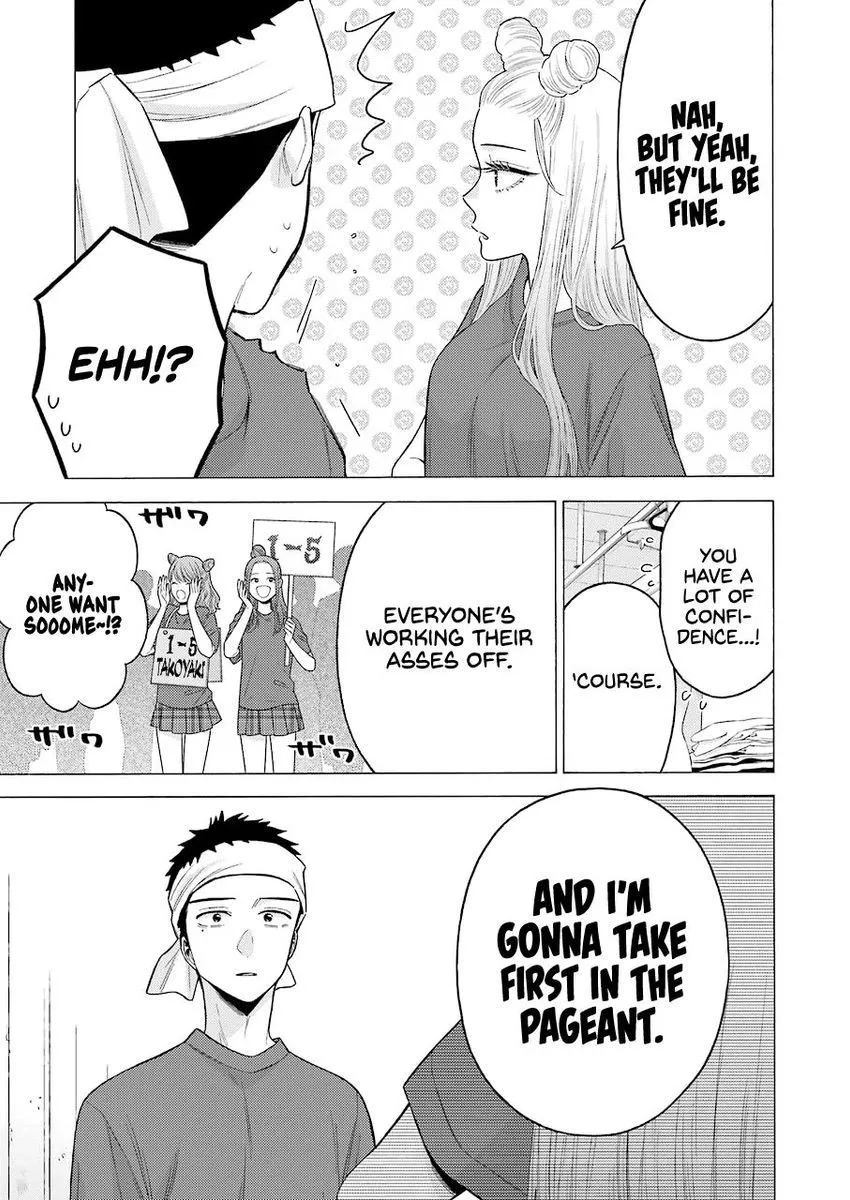 NAH,
BUT YEAH,
THEY'LL BE
FINE.
EHH!?
YOU
HAVE A
LOT OF
CONFI-
DENCE...!
'COURSE.
EVERYONE'S
WORKING THEIR
ASSES OFF.
ザワ
1-5
ANY-
ONE WANT
SOOOME~!?
1-5
TAKOYAKI
ザワ
ザワ
AND I'M
GONNA TAKE
FIRST IN THE
PAGEANT.